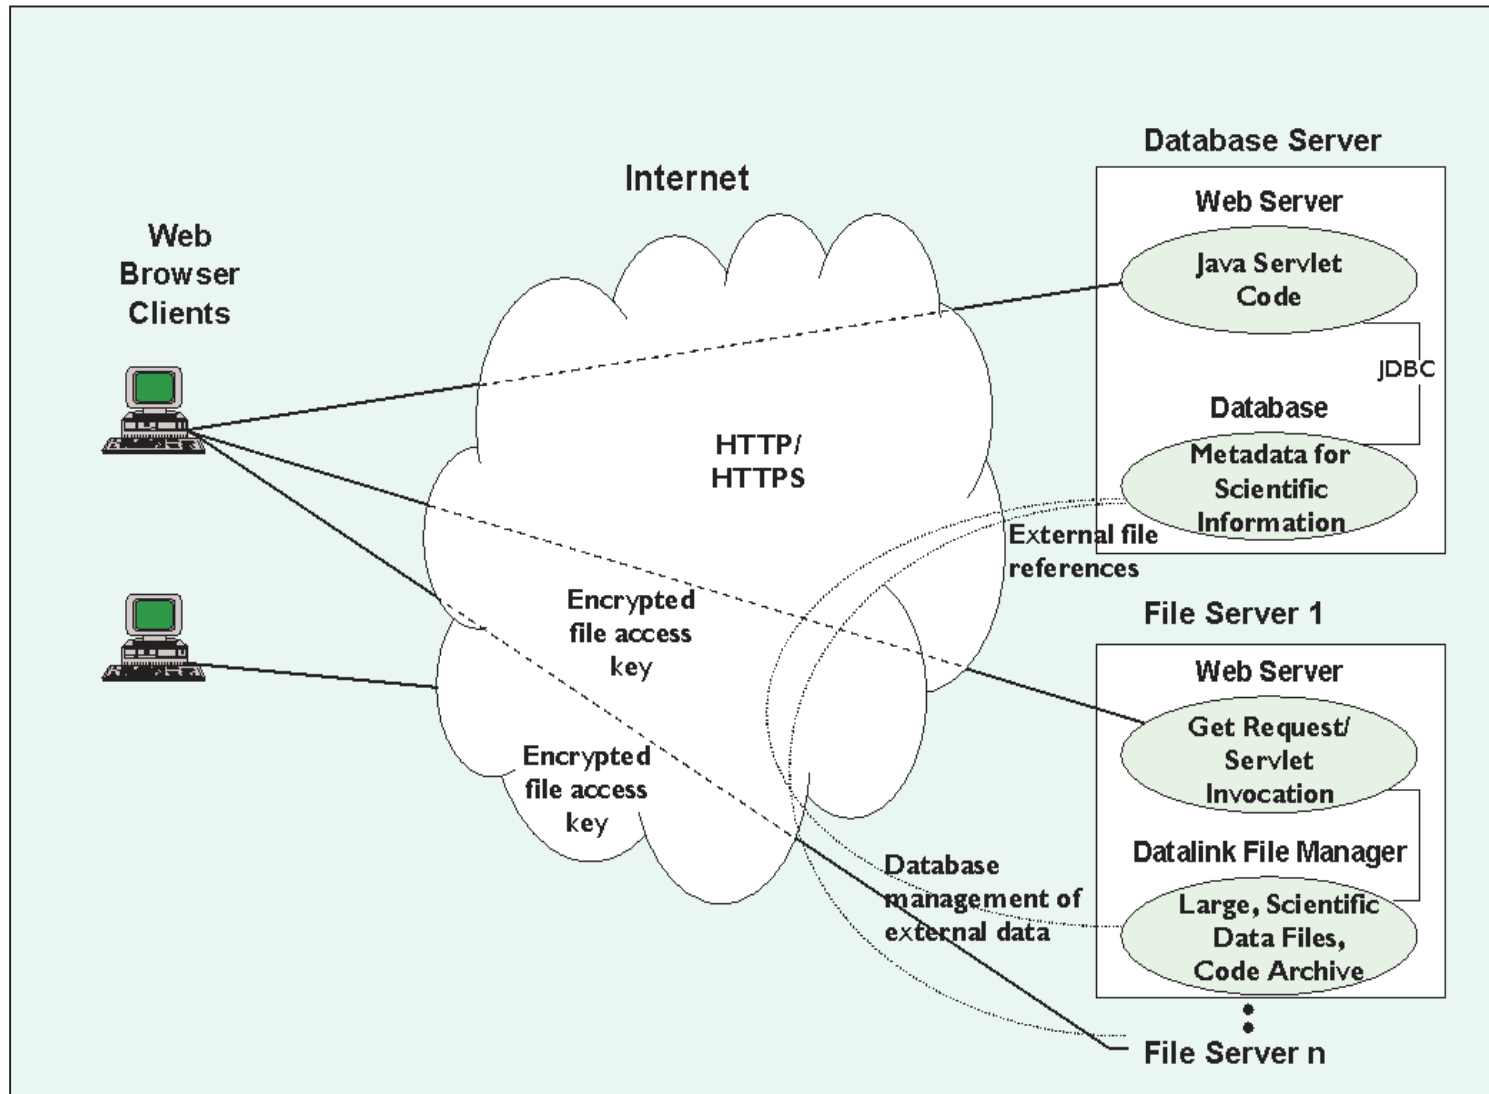 Internet
Web
Browser
Clients
HTTP/
HTTPS
Encrypted
file access
key
Encrypted
file access
key
Database Server
Web Server
Java Servlet
Code
JDBC
Database
Metadata for
Scientific
Information
External file
references
File Server 1
Web Server
Get Request/
Servlet
Invocation
Datalink File Manager
Large, Scientific
Data Files,
Code Archive
Database
management of
external data
File Server n